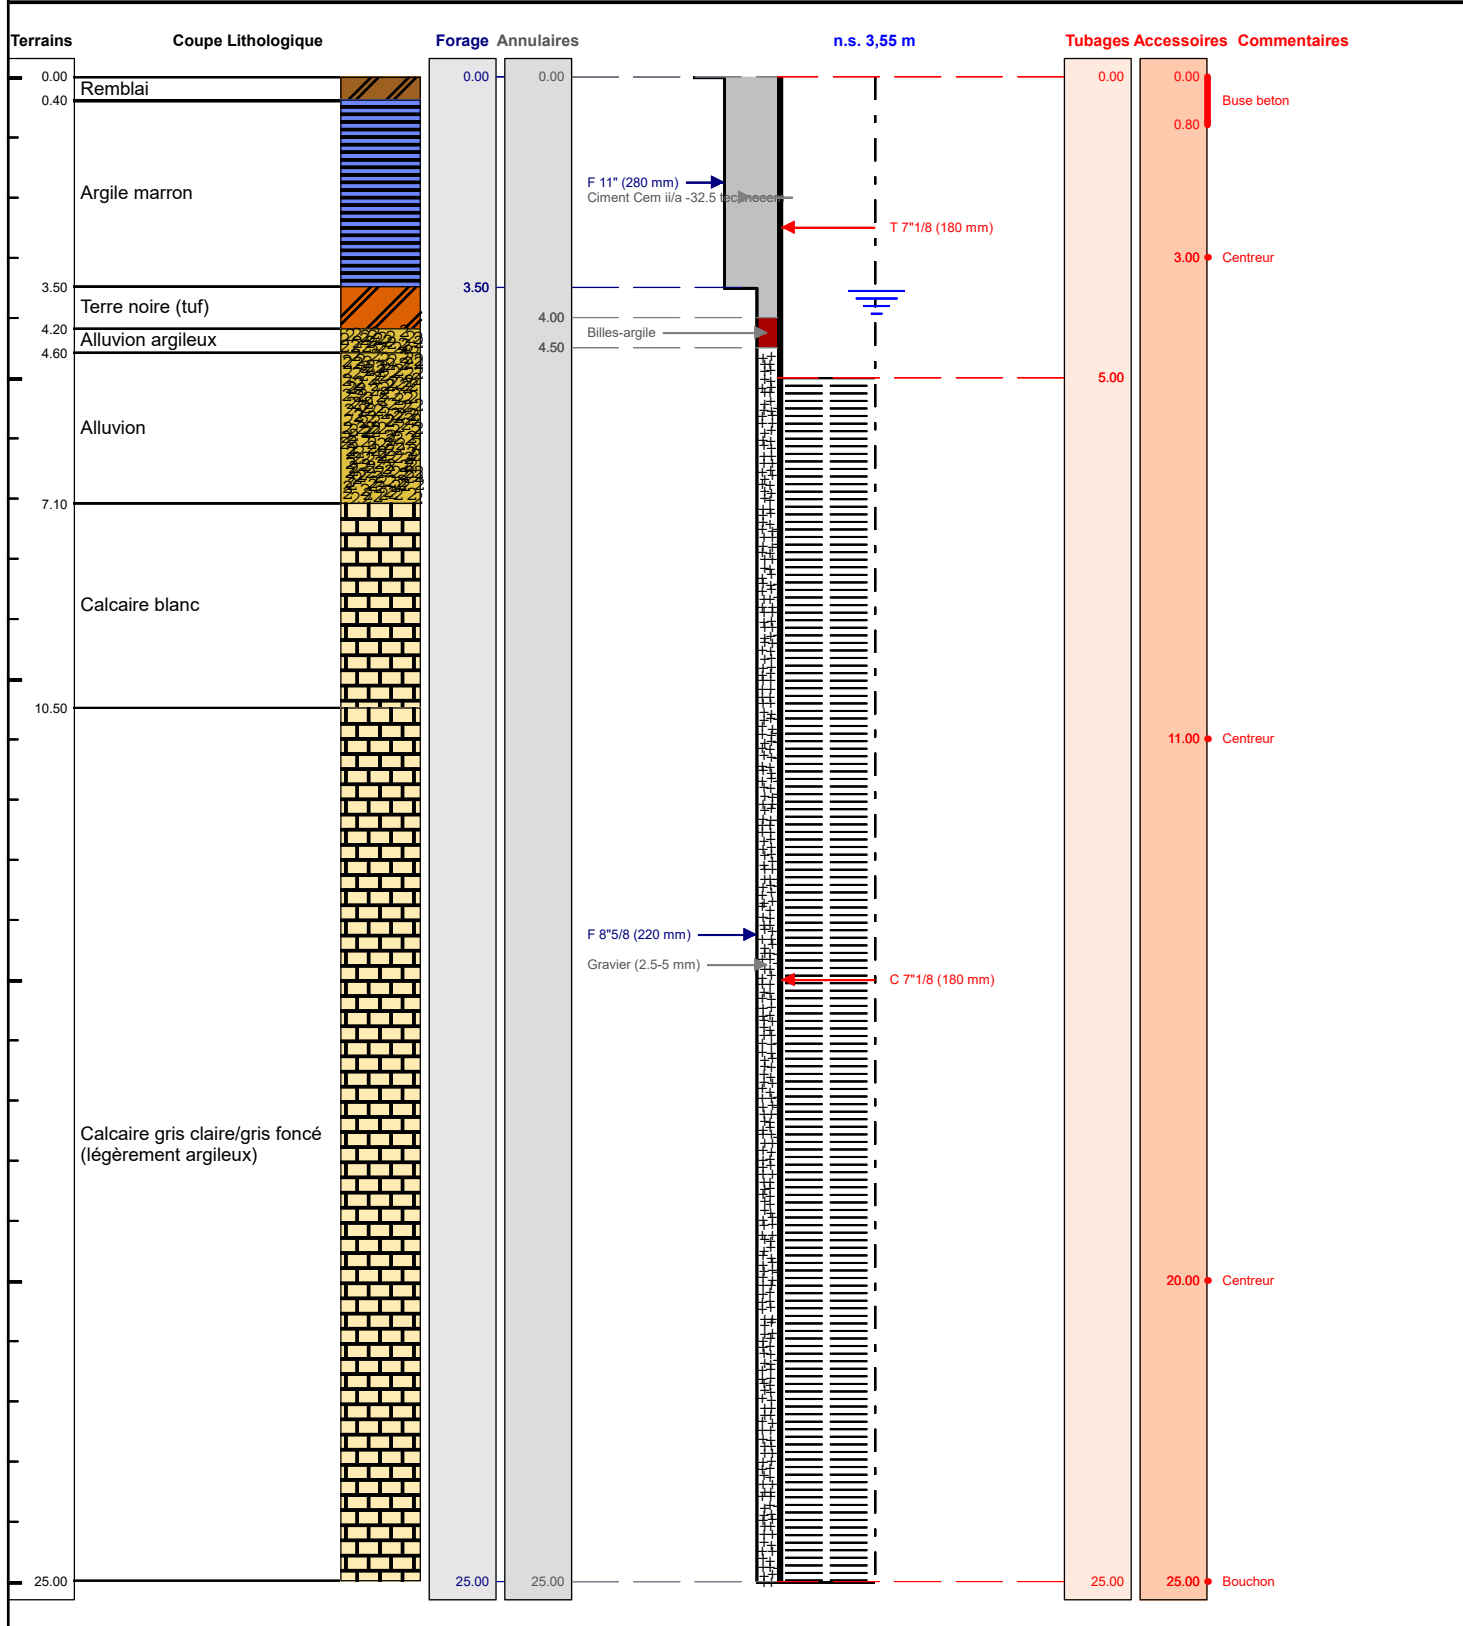 Terrains Coupe Lithologique Forage Annulaires n.s. 3,55 m Tubages Accessoires Commentaires
0.00 0.00 0.00 0.00 0.00
Remblai
0.40
Buse beton
0.80
F 11" (280 mm)
Argile marron
Ciment Cem ii/a -32.5
T 7"1/8 (180 mm)
3.00 Centreur
3.50 3.50
Terre noire (tuf)
4.00
4.20
Billes-argile
Alluvion argileux
4.50
4.60
5.00
Alluvion
7.10
Calcaire blanc
10.50
11.00 Centreur
F 8"5/8 (220 mm)
Gravier (2.5-5 mm)
C 7"1/8 (180 mm)
Calcaire gris claire/gris foncé
(légèrement argileux)
20.00 Centreur
25.00 25.00 25.00 25.00 25.00 Bouchon